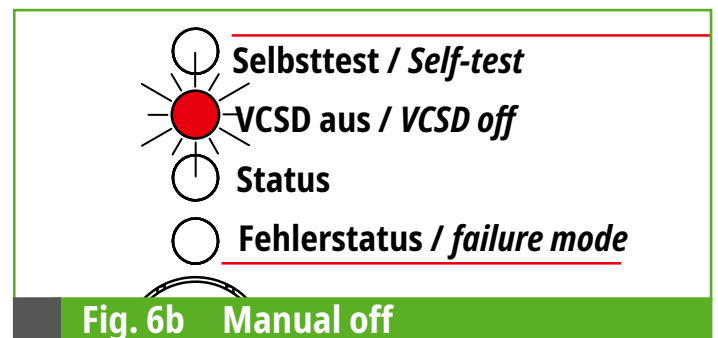 Selbsttest / Self-test
VCSD aus / VCSD off
Status
Fehlerstatus / failure mode
Fig. 6b Manual off